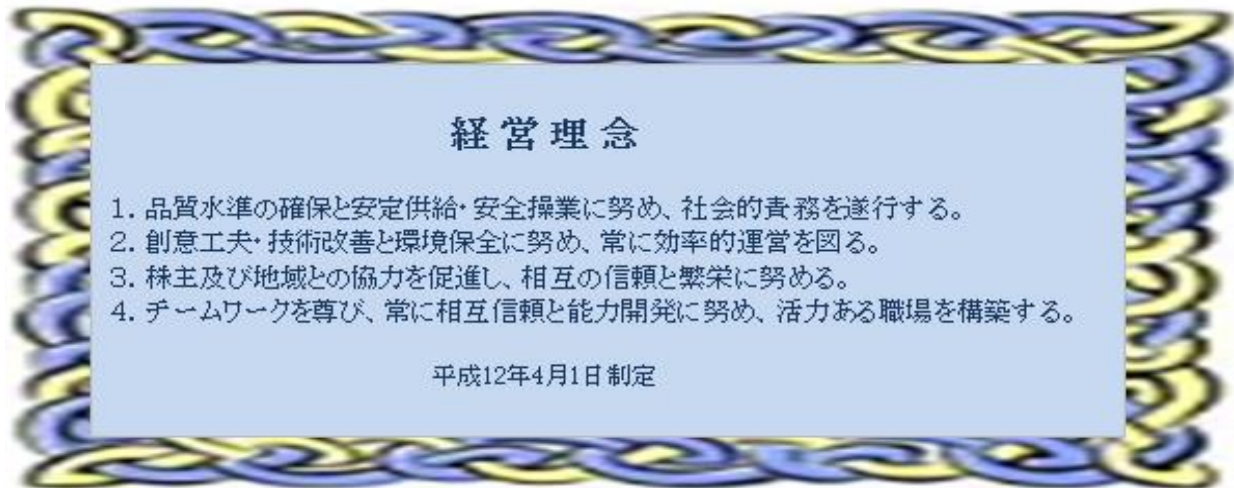 経営理念
1. 品質水準の確保と安定供給・安全操業に努め、社会的責務を遂行する。
2. 創意工夫・技術改善と環境保全に努め、常に効率的運営を図る。
3. 株主及び地域との協力を促進し、相互の信頼と繁栄に努める。
4. チームワークを尊び、常に相互信頼と能力開発に努め、活力ある職場を構築する。
平成12年4月1日制定